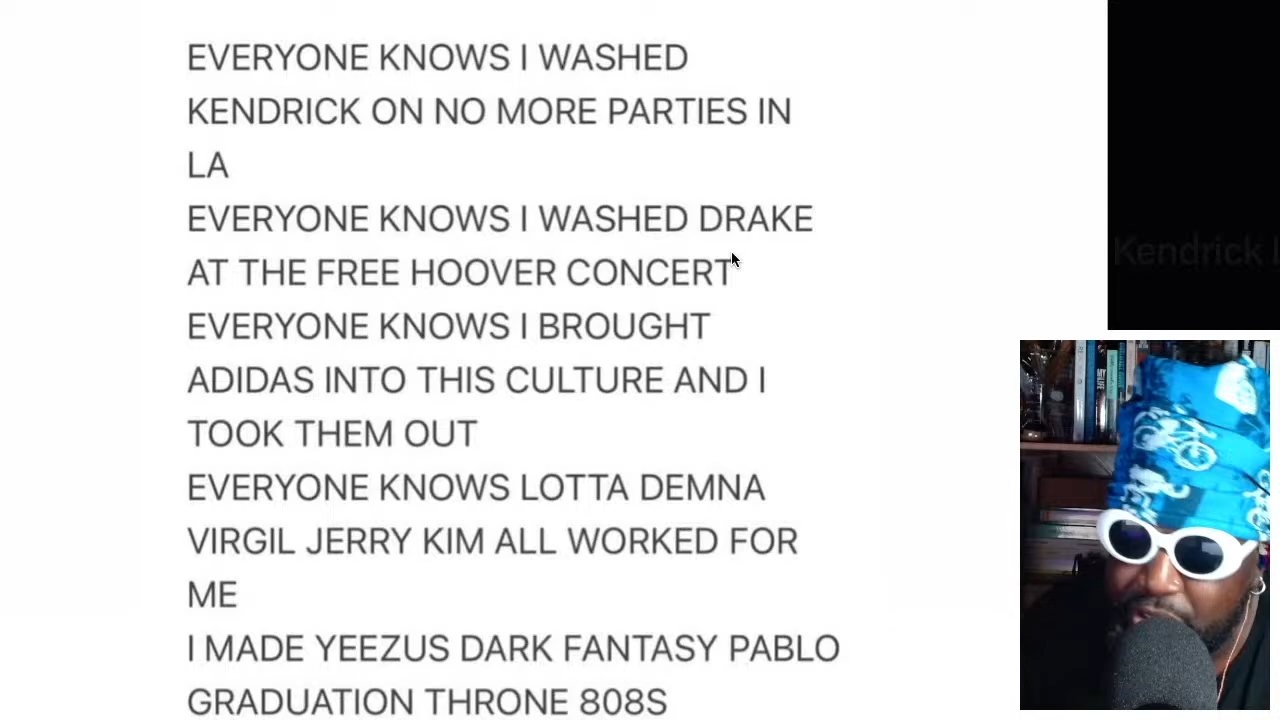 EVERYONE KNOWS I WASHED
KENDRICK ON NO MORE PARTIES IN
LA
EVERYONE KNOWS I WASHED DRAKE
AT THE FREE HOOVER CONCERT
EVERYONE KNOWS I BROUGHT
ADIDAS INTO THIS CULTURE AND I
TOOK THEM OUT
EVERYONE KNOWS LOTTA DEMNA
VIRGIL JERRY KIM ALL WORKED FOR
ME
I MADE YEEZUS DARK FANTASY PABLO
GRADUATION THRONE 808S
Kendrick